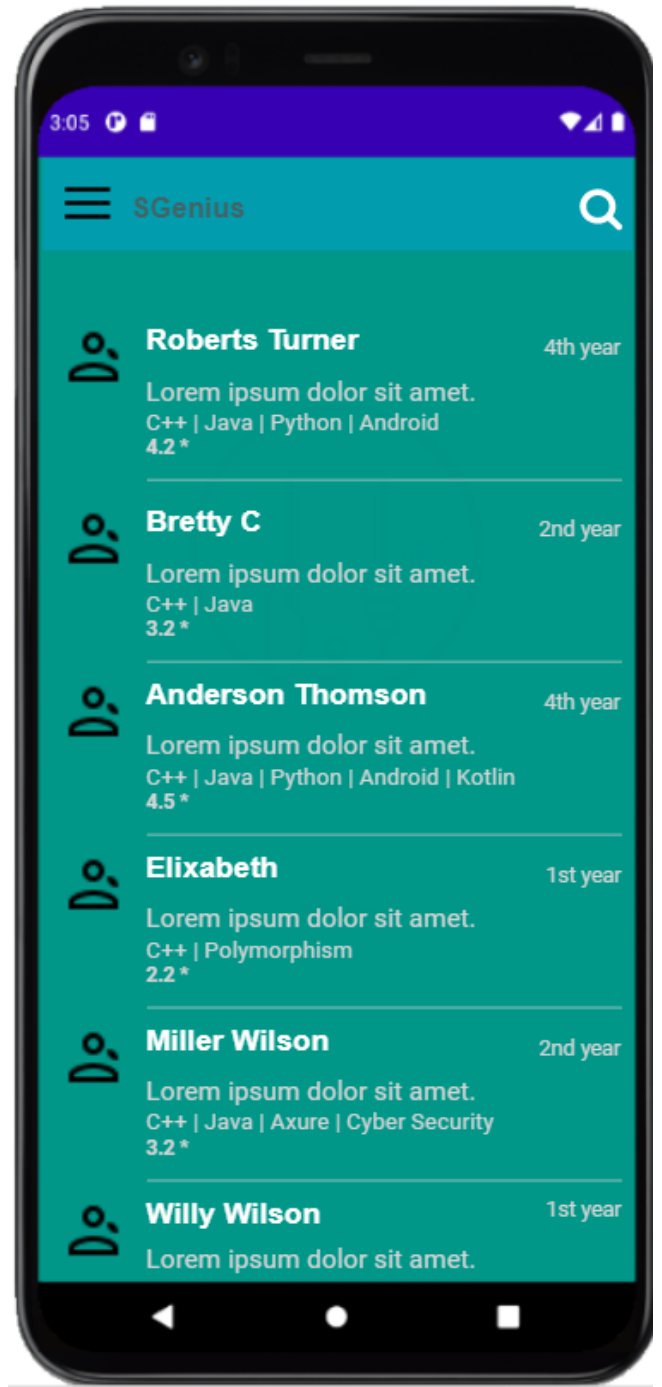 3:05
SGenius
Roberts Turner 4th year
Lorem ipsum dolor sit amet.
C++ | Java | Python | Android
4.2 *
Bretty C 2nd year
Lorem ipsum dolor sit amet.
C++ | Java
3.2 *
Anderson Thomson 4th year
Lorem ipsum dolor sit amet.
C++ | Java | Python | Android | Kotlin
4.5 *
Elixabeth 1st year
Lorem ipsum dolor sit amet.
C++ | Polymorphism
2.2 *
Miller Wilson 2nd year
Lorem ipsum dolor sit amet.
C++ | Java | Axure | Cyber Security
3.2 *
Willy Wilson 1st year
Lorem ipsum dolor sit amet.